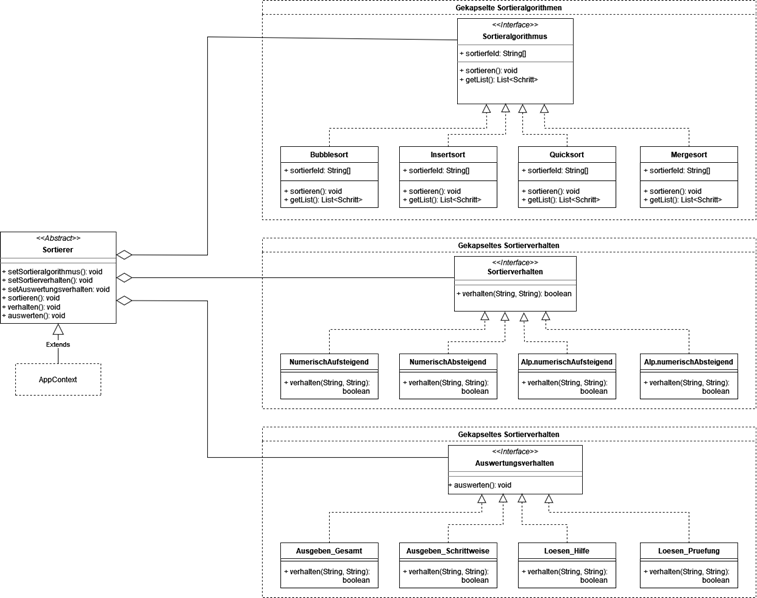 Gekapselte Sortieralgorithmen
<<Interface>>
Sortieralgorithmus
+ sortierfeld: String[]
+ sortieren(): void
+ getList(): List<Schritt>
Bubblesort
+ sortierfeld: String[]
+ sortieren(): void
+ getList(): List<Schritt>
Insertsort
+ sortierfeld: String[]
+ sortieren(): void
+ getList(): List<Schritt>
Quicksort
+ sortierfeld: String[]
+ sortieren(): void
+ getList(): List<Schritt>
Mergesort
+ sortierfeld: String[]
+ sortieren(): void
+ getList(): List<Schritt>
<<Abstract>>
Sortierer
+ setSortieralgorithmus(): void
+ setSortierverhalten(): void
+ setAuswertungsverhalten: void
+ sortieren(): void
+ verhalten(): void
+ auswerten(): void
Extends
AppContext
Gekapseltes Sortierverhalten
<<Interface>>
Sortierverhalten
+ verhalten(String, String): boolean
NumerischAufsteigend
+ verhalten(String, String):
boolean
NumerischAbsteigend
+ verhalten(String, String):
boolean
Alp.numerischAufsteigend
+ verhalten(String, String):
boolean
Alp.numerischAbsteigend
+ verhalten(String, String):
boolean
Gekapseltes Sortierverhalten
<<Interface>>
Auswertungsverhalten
+ auswerten(): void
Ausgeben_Gesamt
+ verhalten(String, String):
boolean
Ausgeben_Schrittweise
+ verhalten(String, String):
boolean
Loesen_Hilfe
+ verhalten(String, String):
boolean
Loesen_Pruefung
+ verhalten(String, String):
boolean